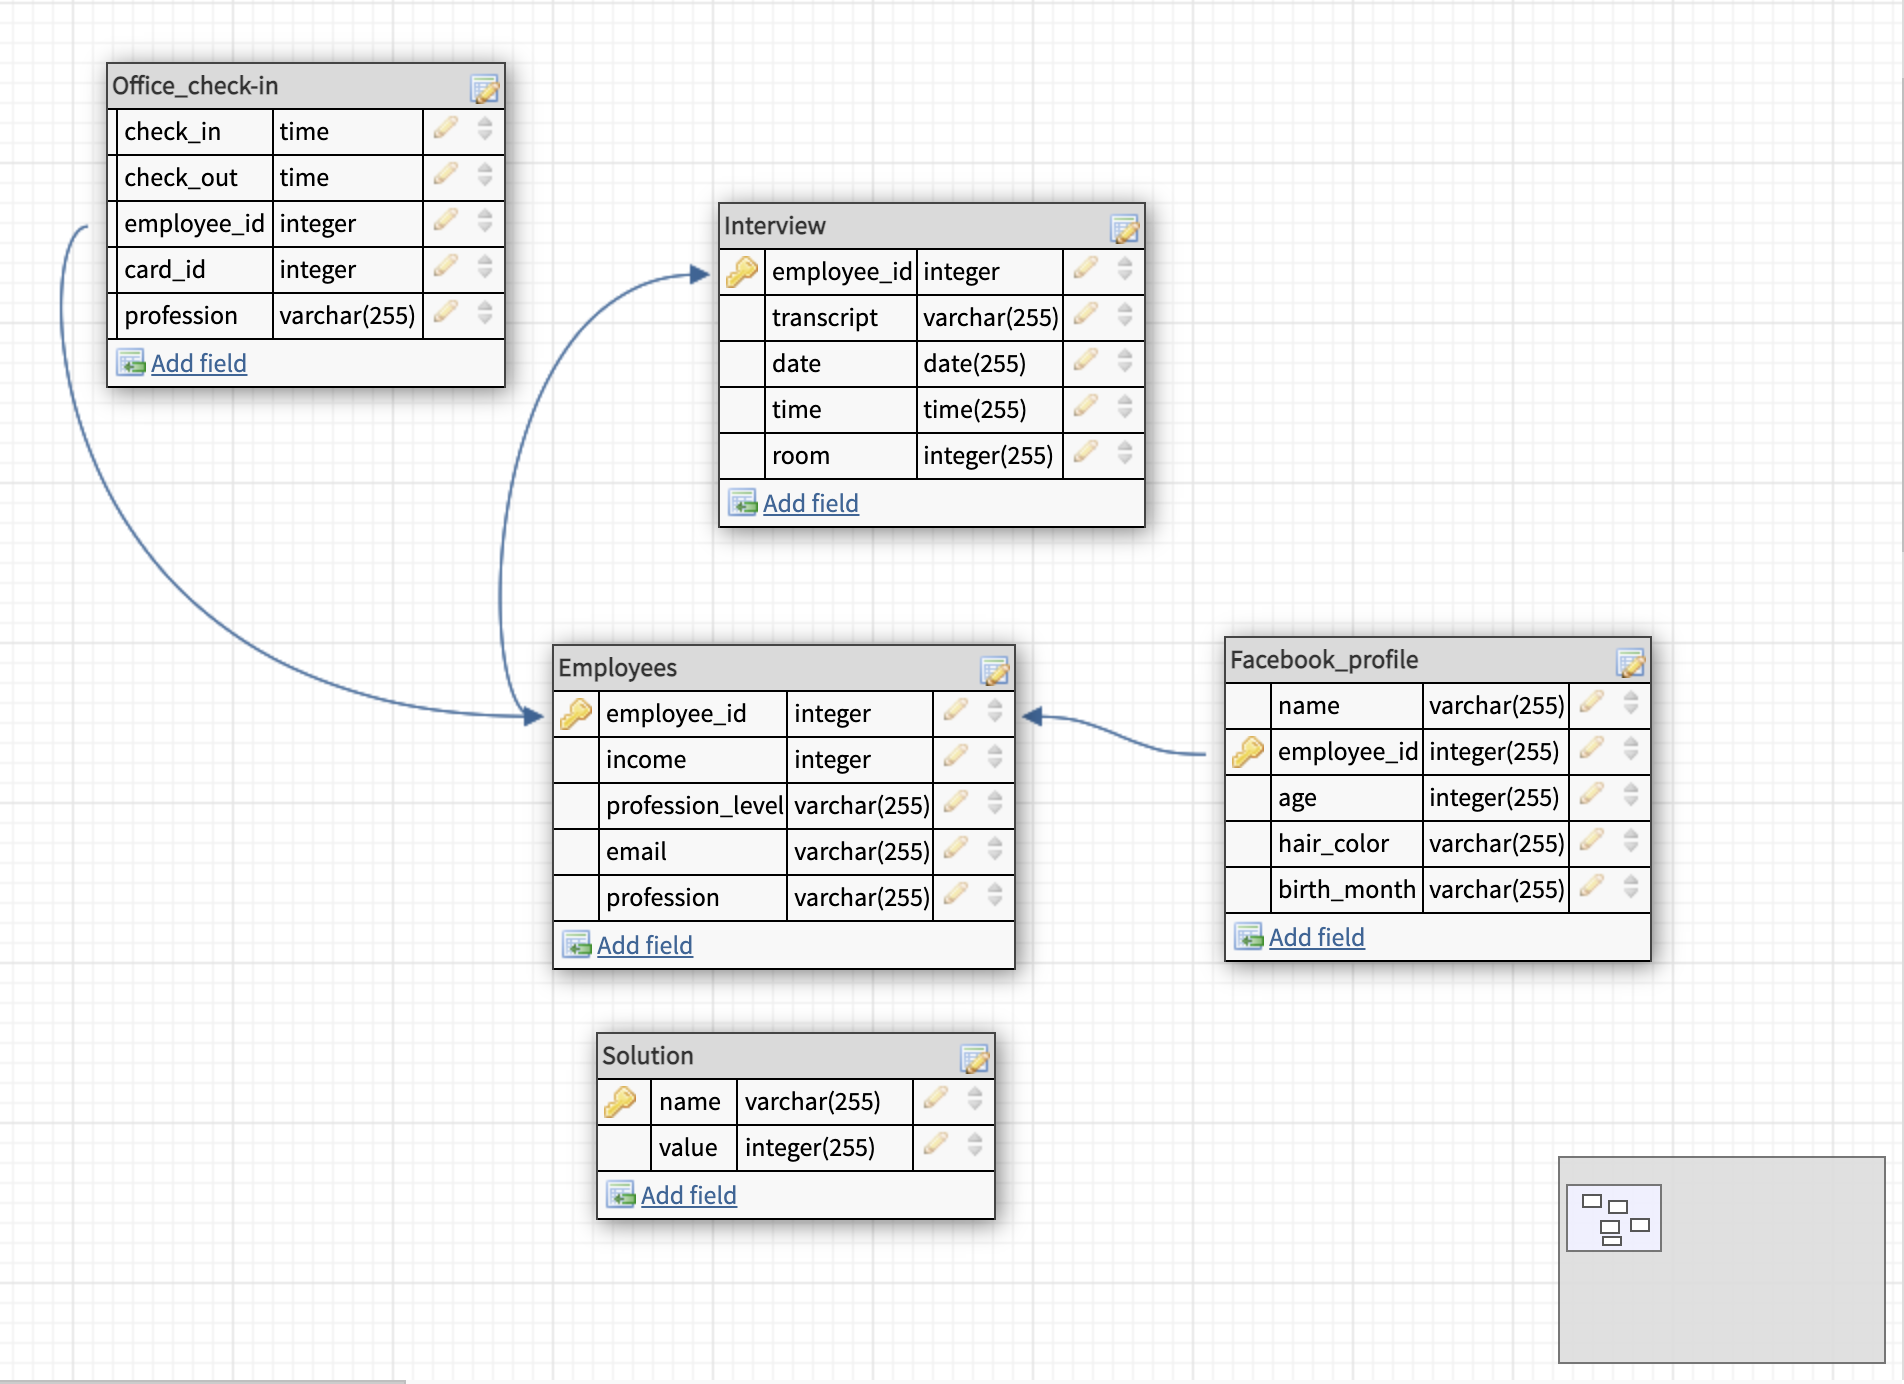 Office_check-in
check_in time
check_out time
employee_id integer
card_id integer
profession varchar(255)
Add field
Interview
employee_id integer
transcript varchar(255)
date date(255)
time time(255)
room integer(255)
Add field
Employees
employee_id integer
income integer
profession_level varchar(255)
email varchar(255)
profession varchar(255)
Add field
Facebook_profile
name varchar(255)
employee_id integer(255)
age integer(255)
hair_color varchar(255)
birth_month varchar(255)
Add field
Solution
name varchar(255)
value integer(255)
Add field